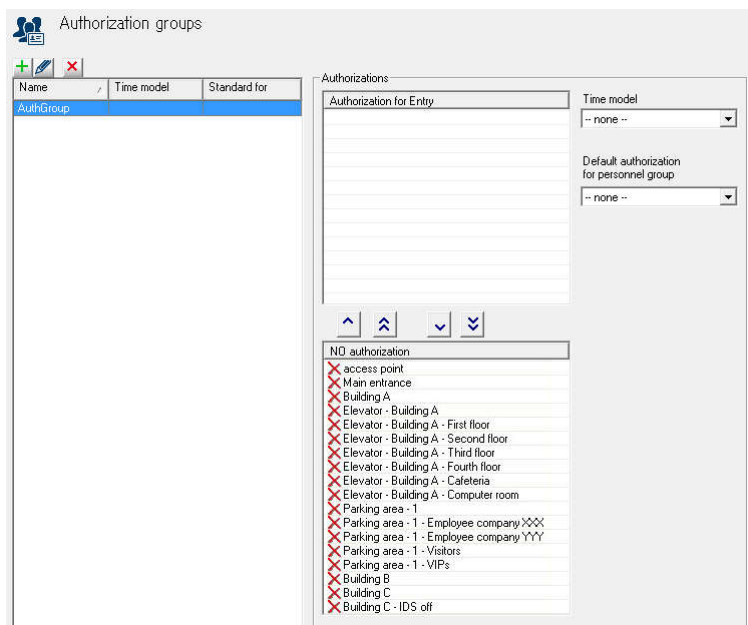 Authorization groups
Name / Time model Standard for
AuthGroup
Authorizations
Authorization for Entry
Time model
-- none --
Default authorization
for personnel group
-- none --
NO authorization
access point
Main entrance
Building A
Elevator - Building A
Elevator - Building A - First floor
Elevator - Building A - Second floor
Elevator - Building A - Third floor
Elevator - Building A - Fourth floor
Elevator - Building A - Cafeteria
Elevator - Building A - Computer room
Parking area - 1
Parking area - 1 - Employee company XXX
Parking area - 1 - Employee company YYY
Parking area - 1 - Visitors
Parking area - 1 - VIPs
Building B
Building C
Building C - IDS off